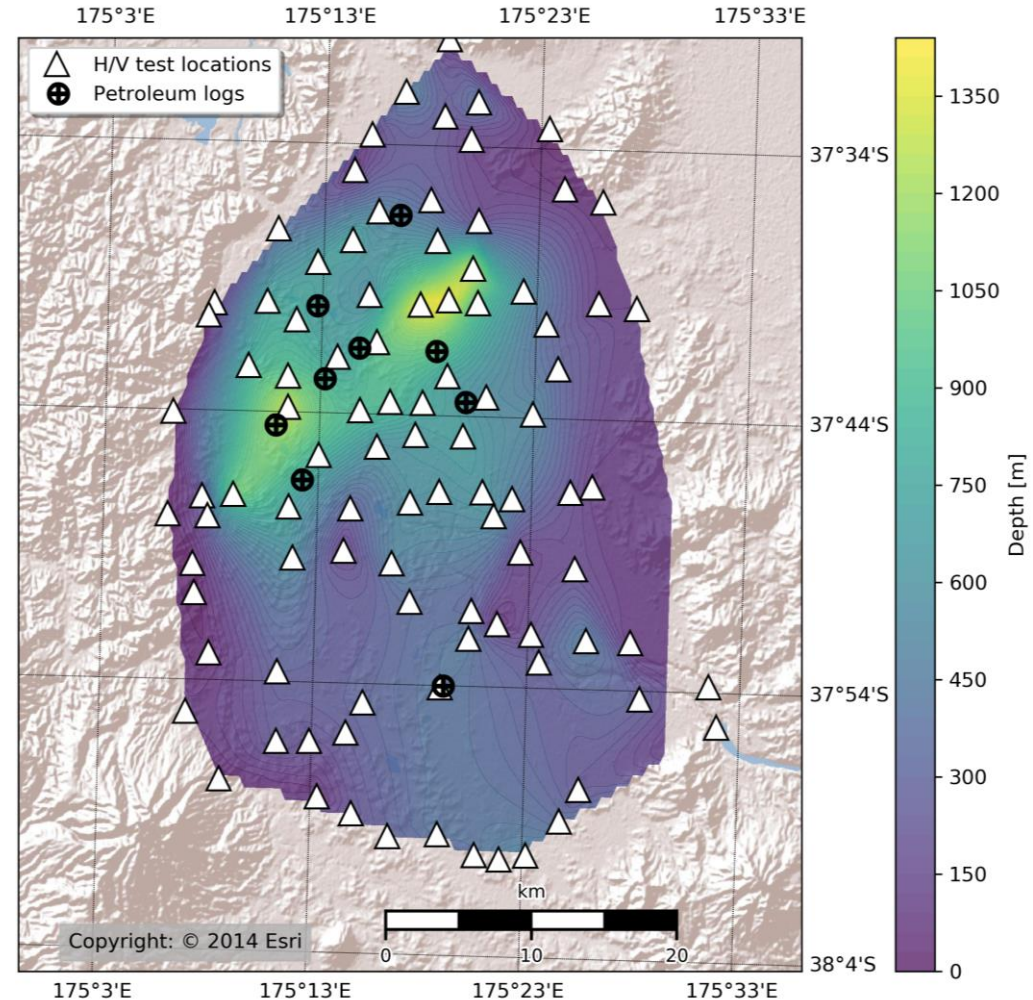 175°3'E 175°13'E 175°23'E 175°33'E
H/V test locations
Petroleum logs
37°34'S
37°44'S
37°54'S
38°4'S
1350
1200
1050
900
750
600
450
300
150
0
Depth [m]
km
0 10 20
Copyright: © 2014 Esri
175°3'E 175°13'E 175°23'E 175°33'E